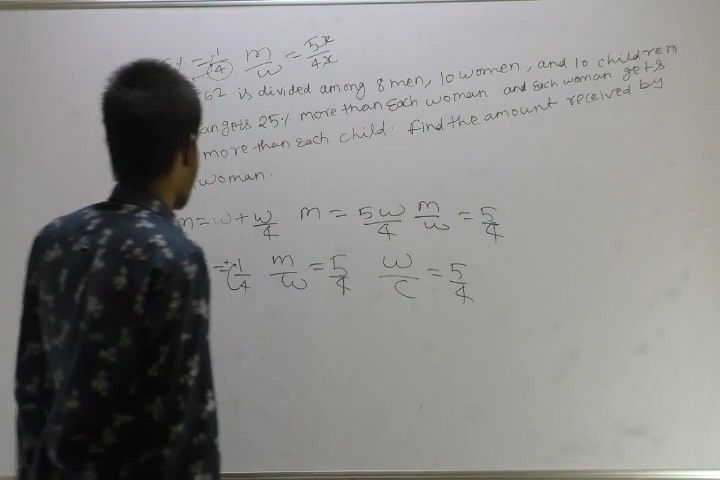 % = 1/4 m/w = 5x/4x
62 is divided among 8 men, 10 women, and 10 children
an gets 25% more than Each woman and Each woman gets
more than Each child. find the amount received by
woman.
m = w + w/4 m = 5w/4 m/w = 5/4
= 1/4 m/w = 5/4 w/c = 5/4